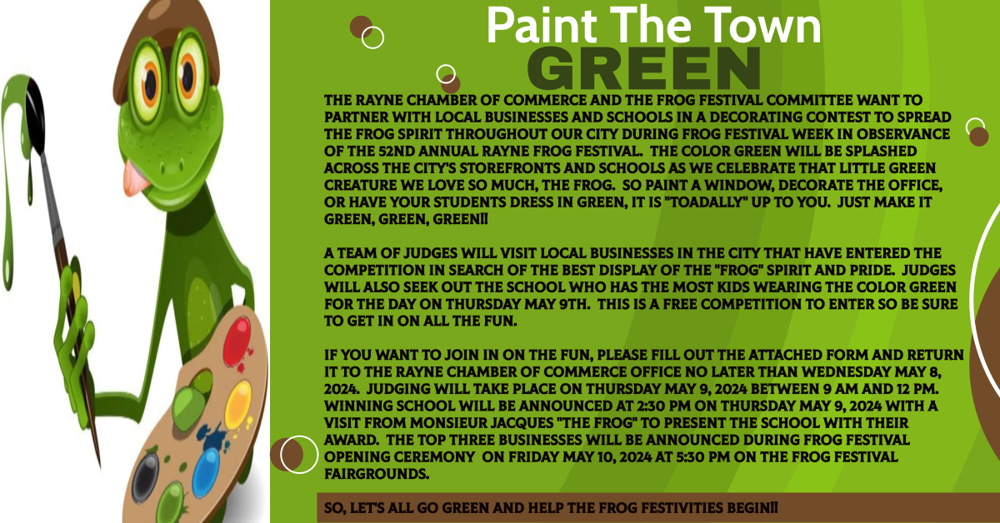 Paint The Town
GREEN
THE RAYNE CHAMBER OF COMMERCE AND THE FROG FESTIVAL COMMITTEE WANT TO
PARTNER WITH LOCAL BUSINESSES AND SCHOOLS IN A DECORATING CONTEST TO SPREAD
THE FROG SPIRIT THROUGHOUT OUR CITY DURING FROG FESTIVAL WEEK IN OBSERVANCE
OF THE 52ND ANNUAL RAYNE FROG FESTIVAL. THE COLOR GREEN WILL BE SPLASHED
ACROSS THE CITY'S STOREFRONTS AND SCHOOLS AS WE CELEBRATE THAT LITTLE GREEN
CREATURE WE LOVE SO MUCH, THE FROG. SO PAINT A WINDOW, DECORATE THE OFFICE,
OR HAVE YOUR STUDENTS DRESS IN GREEN, IT IS "TOADALLY" UP TO YOU. JUST MAKE IT
GREEN, GREEN, GREEN!!
A TEAM OF JUDGES WILL VISIT LOCAL BUSINESSES IN THE CITY THAT HAVE ENTERED THE
COMPETITION IN SEARCH OF THE BEST DISPLAY OF THE "FROG" SPIRIT AND PRIDE. JUDGES
WILL ALSO SEEK OUT THE SCHOOL WHO HAS THE MOST KIDS WEARING THE COLOR GREEN
FOR THE DAY ON THURSDAY MAY 9TH. THIS IS A FREE COMPETITION TO ENTER SO BE SURE
TO GET IN ON ALL THE FUN.
IF YOU WANT TO JOIN IN ON THE FUN, PLEASE FILL OUT THE ATTACHED FORM AND RETURN
IT TO THE RAYNE CHAMBER OF COMMERCE OFFICE NO LATER THAN WEDNESDAY MAY 8,
2024. JUDGING WILL TAKE PLACE ON THURSDAY MAY 9, 2024 BETWEEN 9 AM AND 12 PM.
WINNING SCHOOL WILL BE ANNOUNCED AT 2:30 PM ON THURSDAY MAY 9, 2024 WITH A
VISIT FROM MONSIEUR JACQUES "THE FROG" TO PRESENT THE SCHOOL WITH THEIR
AWARD. THE TOP THREE BUSINESSES WILL BE ANNOUNCED DURING FROG FESTIVAL
OPENING CEREMONY ON FRIDAY MAY 10, 2024 AT 5:30 PM ON THE FROG FESTIVAL
FAIRGROUNDS.
SO, LET'S ALL GO GREEN AND HELP THE FROG FESTIVITIES BEGIN!!